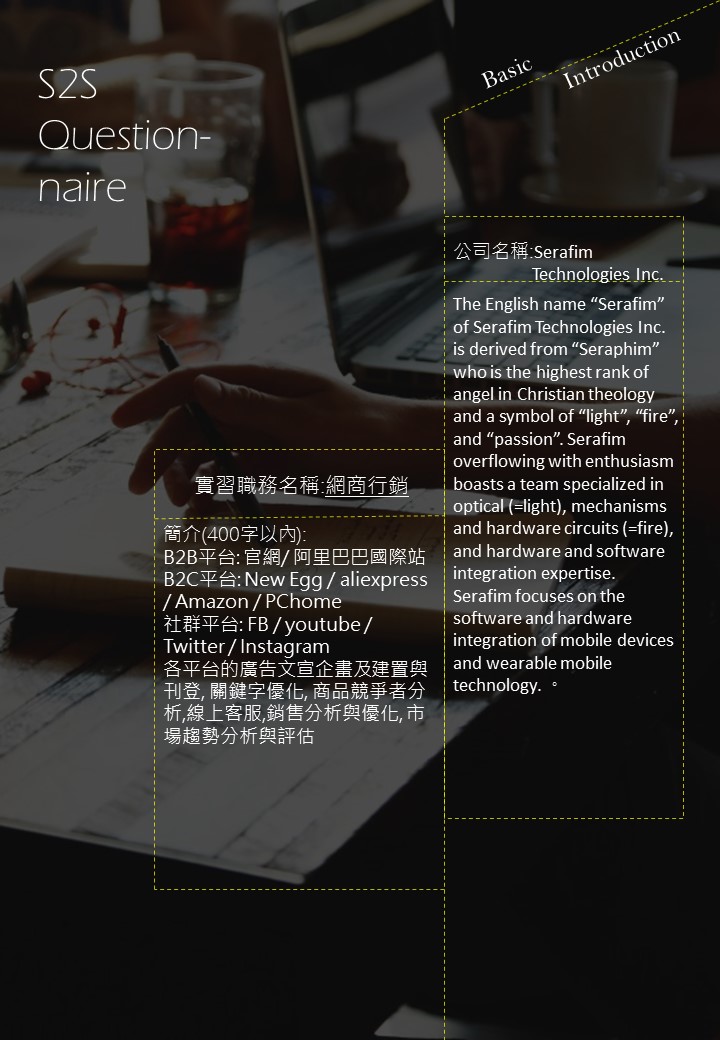 S2S
Question-
naire
Basic Introduction
公司名稱:Serafim
Technologies Inc.
The English name “Serafim”
of Serafim Technologies Inc.
is derived from “Seraphim”
who is the highest rank of
angel in Christian theology
and a symbol of “light”, “fire”,
and “passion”. Serafim
overflowing with enthusiasm
boasts a team specialized in
optical (=light), mechanisms
and hardware circuits (=fire),
and hardware and software
integration expertise.
Serafim focuses on the
software and hardware
integration of mobile devices
and wearable mobile
technology. 。
實習職務名稱:網商行銷
簡介(400字以內):
B2B平台: 官網/ 阿里巴巴國際站
B2C平台: New Egg / aliexpress
/ Amazon / PChome
社群平台: FB / youtube /
Twitter / Instagram
各平台的廣告文宣企畫及建置與
刊登, 關鍵字優化, 商品競爭者分
析,線上客服,銷售分析與優化, 市
場趨勢分析與評估